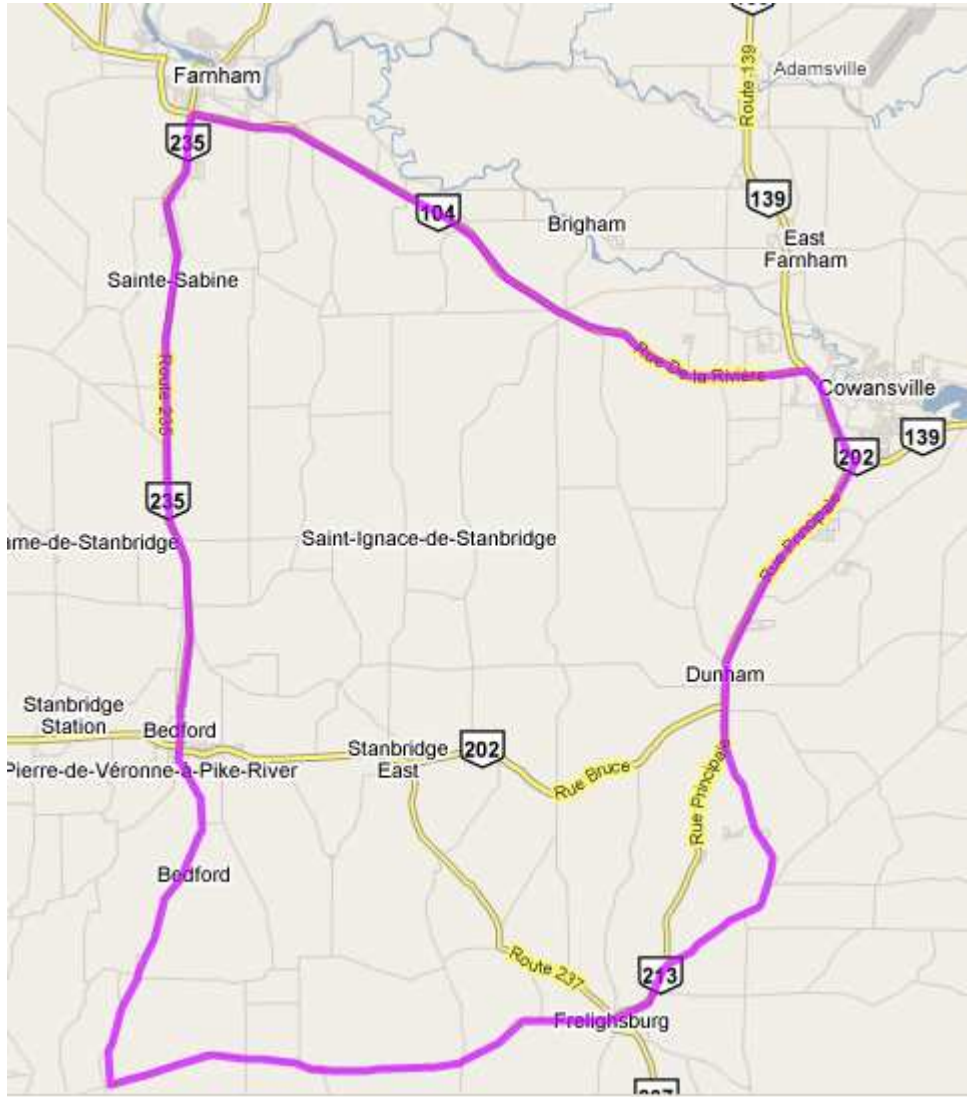 Farnham
Adamsville
Route 139
235
139
104
Brigham
East
Farnham
Sainte-Sabine
Route 235
Rue De la Rivière
Cowansville
139
202
235
Rue Principale
ame-de-Stanbridge
Saint-Ignace-de-Stanbridge
Dunham
Stanbridge
Station
Bedford
Stanbridge
East
202
Rue Bruce
Rue Principale
Pierre-de-Véronne-à-Pike-River
Bedford
Route 237
213
Frelighsburg